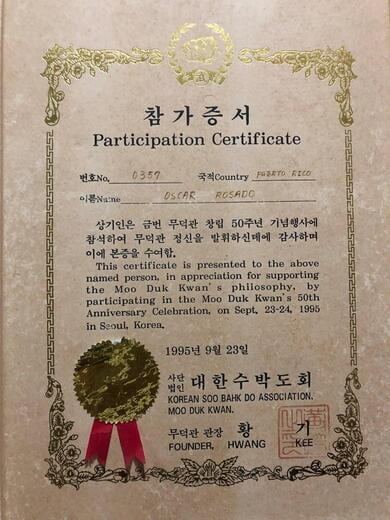 참가증서
Participation Certificate
번호No. 0357 국적Country PUERTO RICO
이름Name OSCAR ROSADO
상기인은 금번 무덕관 창립 50주년 기념행사에
참석하여 무덕관 정신을 발휘하신데에 감사하며
이에 본증을 수여함.
This certificate is presented to the above
named person, in appreciation for supporting
the Moo Duk Kwan's philosophy, by
participating in the Moo Duk Kwan's 50th
Anniversary Celebration, on Sept. 23-24, 1995
in Seoul, Korea.
1995년 9월 23일
사단법인 대한수박도회
KOREAN SOO BAHK DO ASSOCIATION.
MOO DUK KWAN.
무덕관 관장 황 기
FOUNDER, HWANG KEE